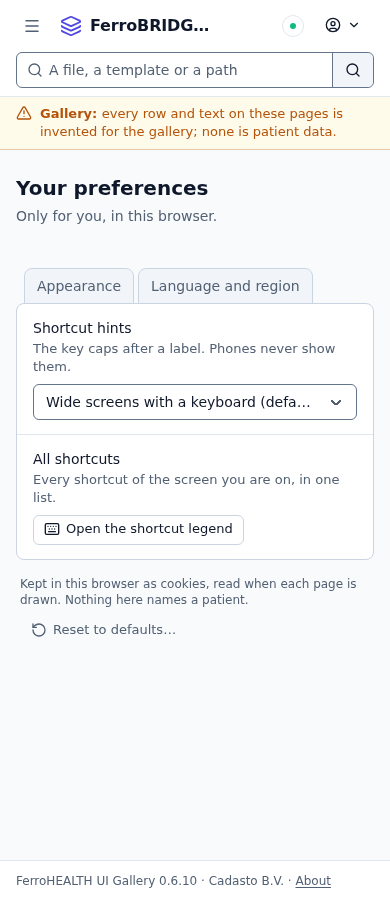 FerroBRIDG...
A file, a template or a path
Gallery: every row and text on these pages is
invented for the gallery; none is patient data.
Your preferences
Only for you, in this browser.
Appearance
Language and region
Shortcut hints
The key caps after a label. Phones never show
them.
Wide screens with a keyboard (defa...
All shortcuts
Every shortcut of the screen you are on, in one
list.
Open the shortcut legend
Kept in this browser as cookies, read when each page is
drawn. Nothing here names a patient.
Reset to defaults...
FerroHEALTH UI Gallery 0.6.10 · Cadasto B.V. · About